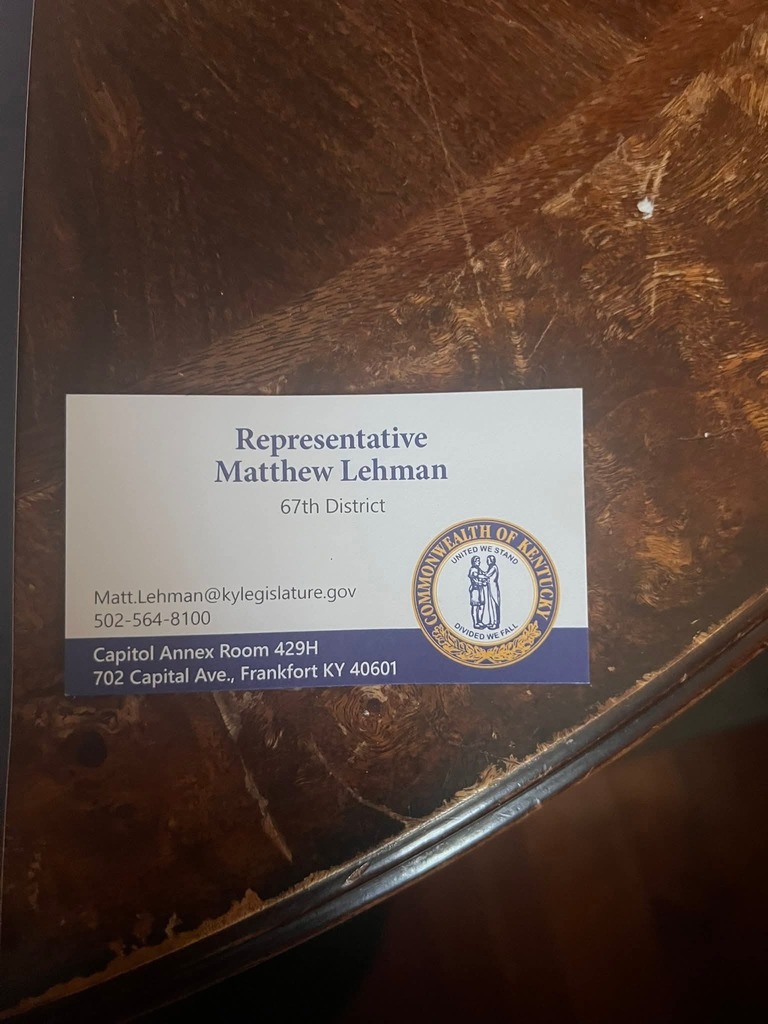 Representative
Matthew Lehman
67th District
Matt.Lehman@kylegislature.gov
502-564-8100
Capitol Annex Room 429H
702 Capital Ave., Frankfort KY 40601
COMMONWEALTH OF KENTUCKY
UNITED WE STAND
DIVIDED WE FALL